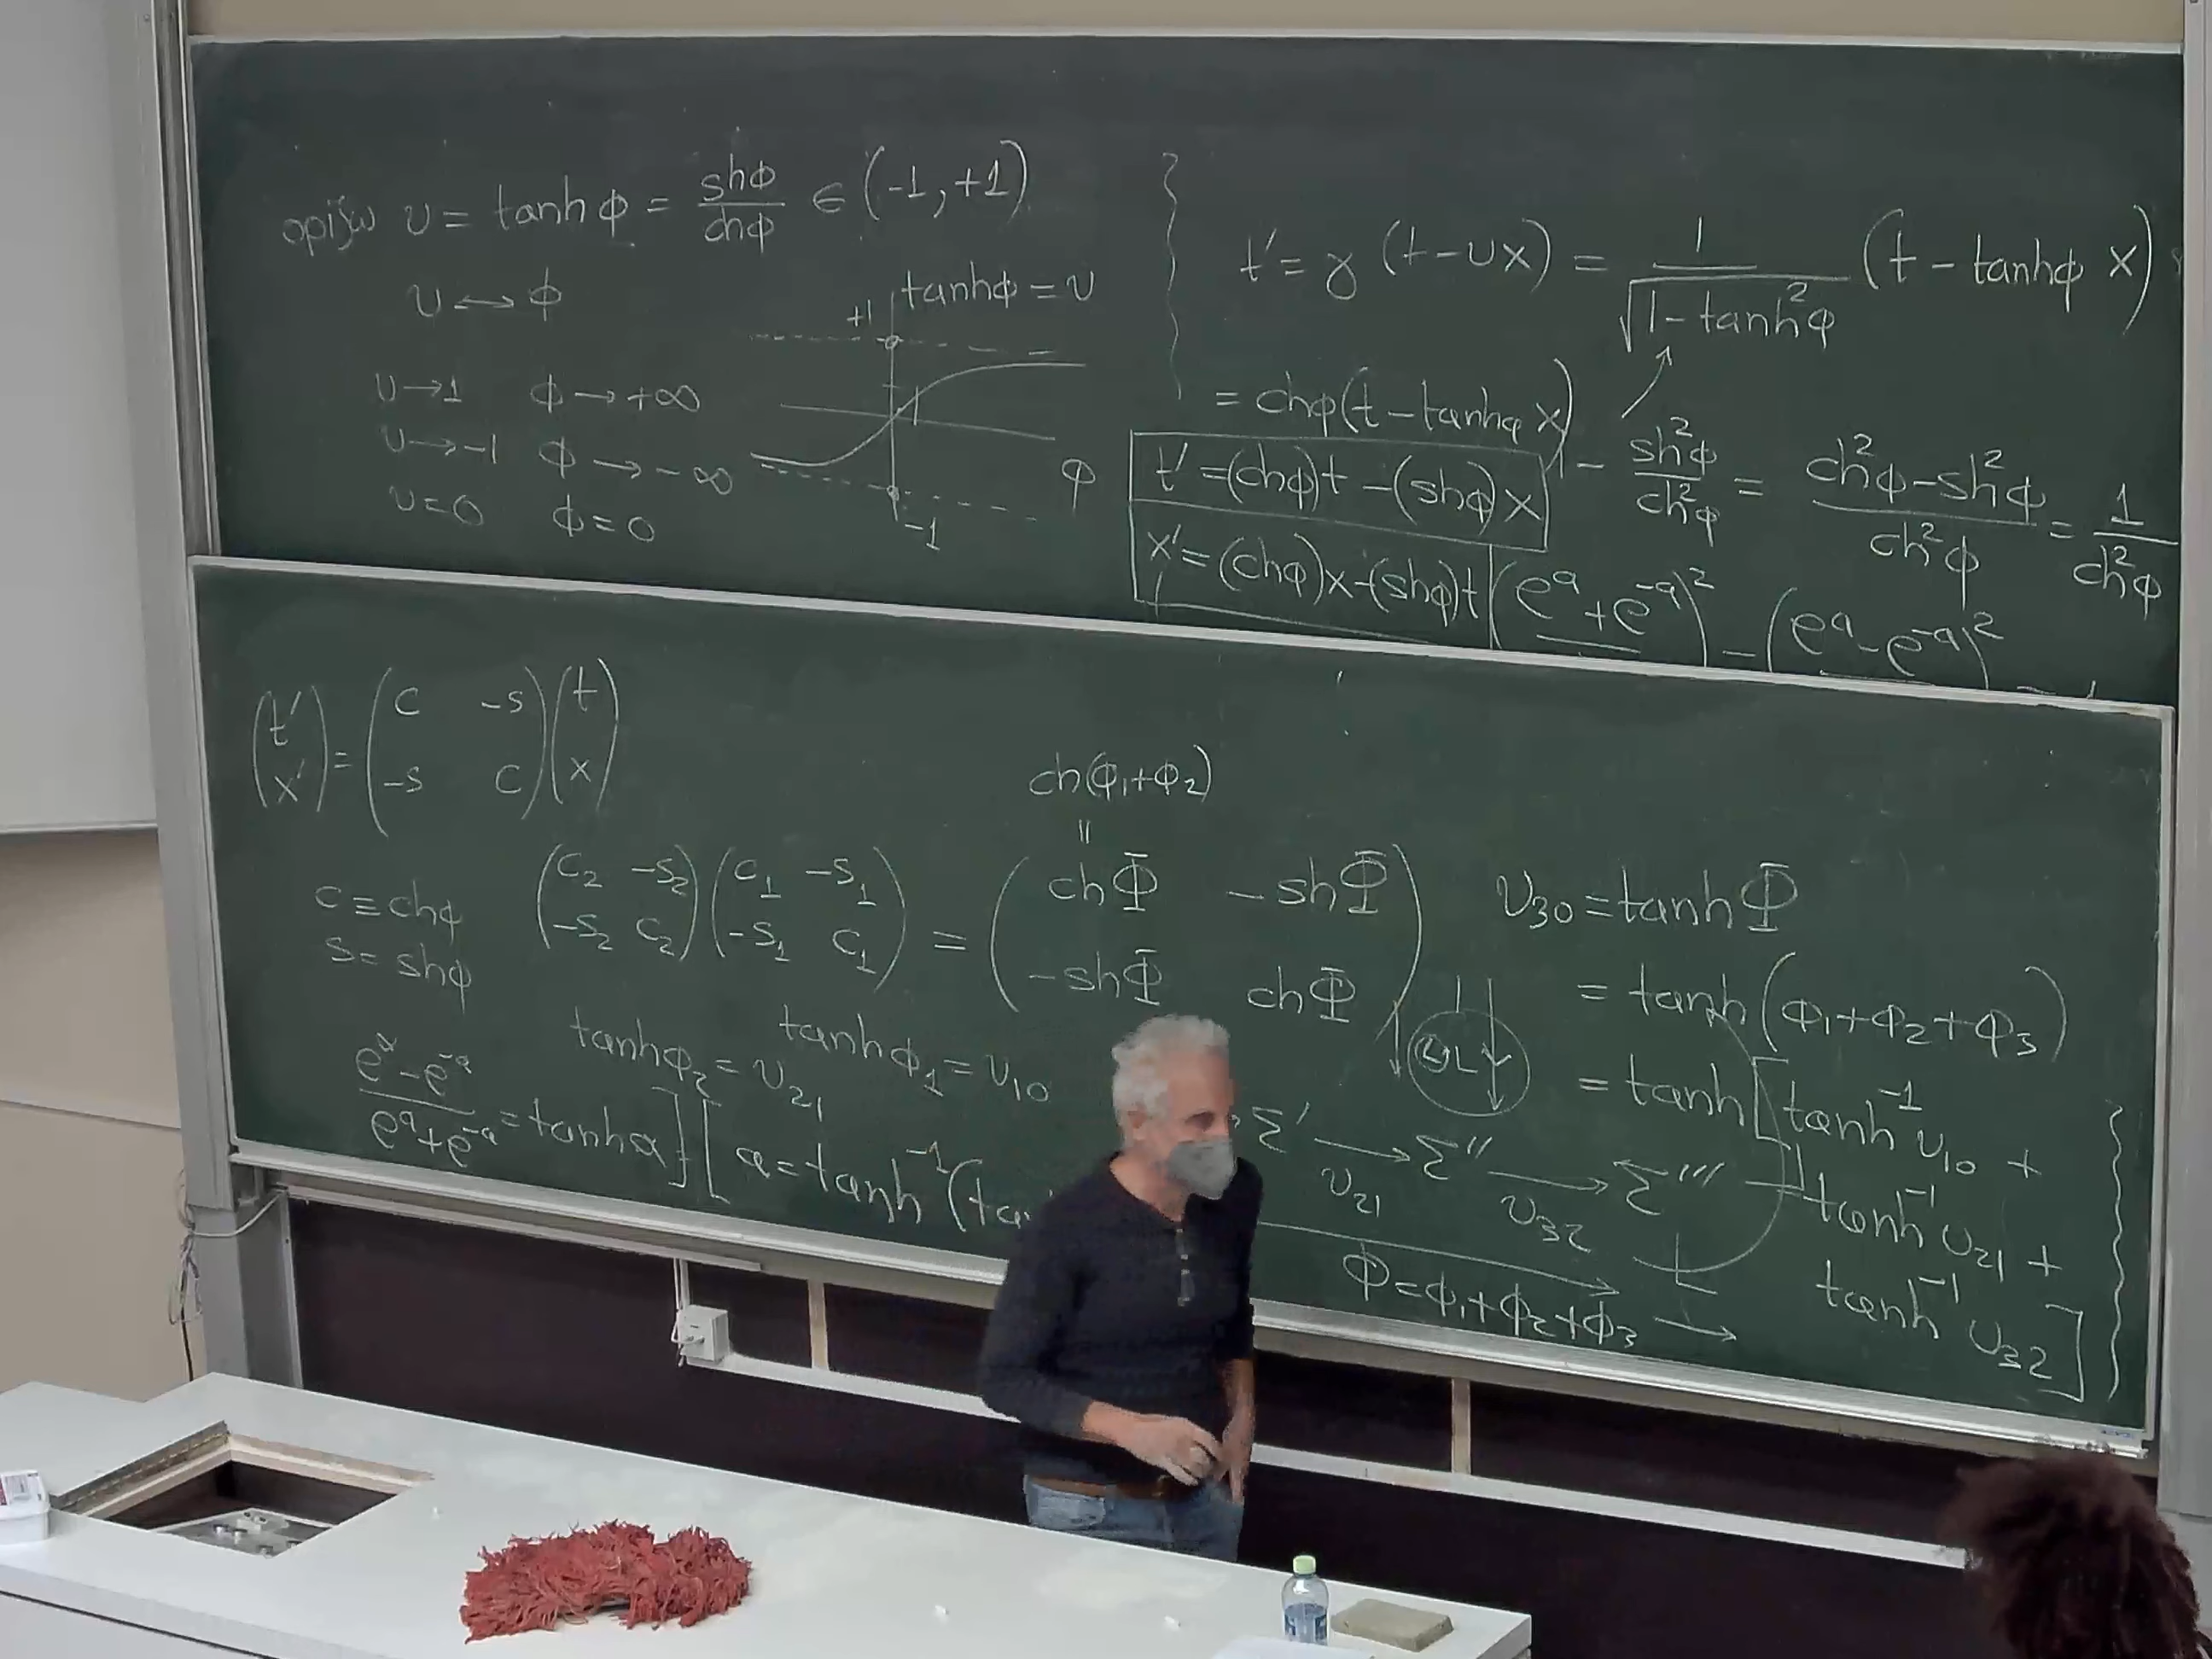 ορίζω υ = tanhφ = shφ/chφ ∈ (-1, +1)
υ ↔ φ
υ → 1   φ → +∞
υ → -1   φ → -∞
υ = 0   φ = 0
tanhφ = υ
+1
φ
-1
t' = γ (t - υx) = 1/√(1 - tanh²φ) (t - tanhφ x)
= chφ(t - tanhφ x)
t' = (chφ)t - (shφ)x
x' = (chφ)x - (shφ)t
1 - sh²φ/ch²φ = (ch²φ - sh²φ)/ch²φ = 1/ch²φ
(e^a + e^-a)² - (e^a - e^-a)²
(t' x') = (c -s -s c)(t x)
c ≡ chφ
s = shφ
ch(φ₁+φ₂)
=
(c₂ -s₂ -s₂ c₂)(c₁ -s₁ -s₁ c₁) = (chΦ -shΦ -shΦ chΦ)
tanhφ₂ = υ₂₁   tanhφ₁ = υ₁₀
(e^a - e^-a)/(e^a + e^-a) = tanha] [a = tanh⁻¹(ta
Σ' → Σ'' → Σ'''
υ₂₁   υ₃₂
Φ = φ₁+φ₂+φ₃ →
υ₃₀ = tanhΦ
= tanh(φ₁+φ₂+φ₃)
= tanh[tanh⁻¹ υ₁₀ +
tanh⁻¹ υ₂₁ +
tanh⁻¹ υ₃₂]